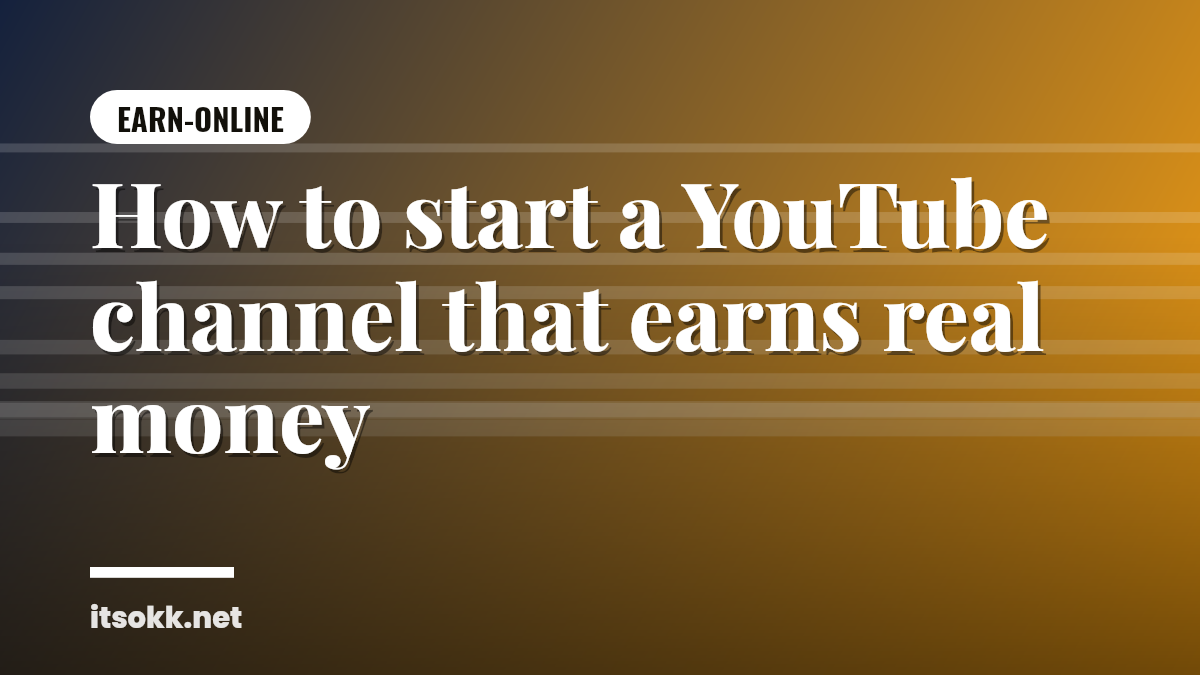 EARN-ONLINE
How to start a YouTube
channel that earns real
money
itsokk.net